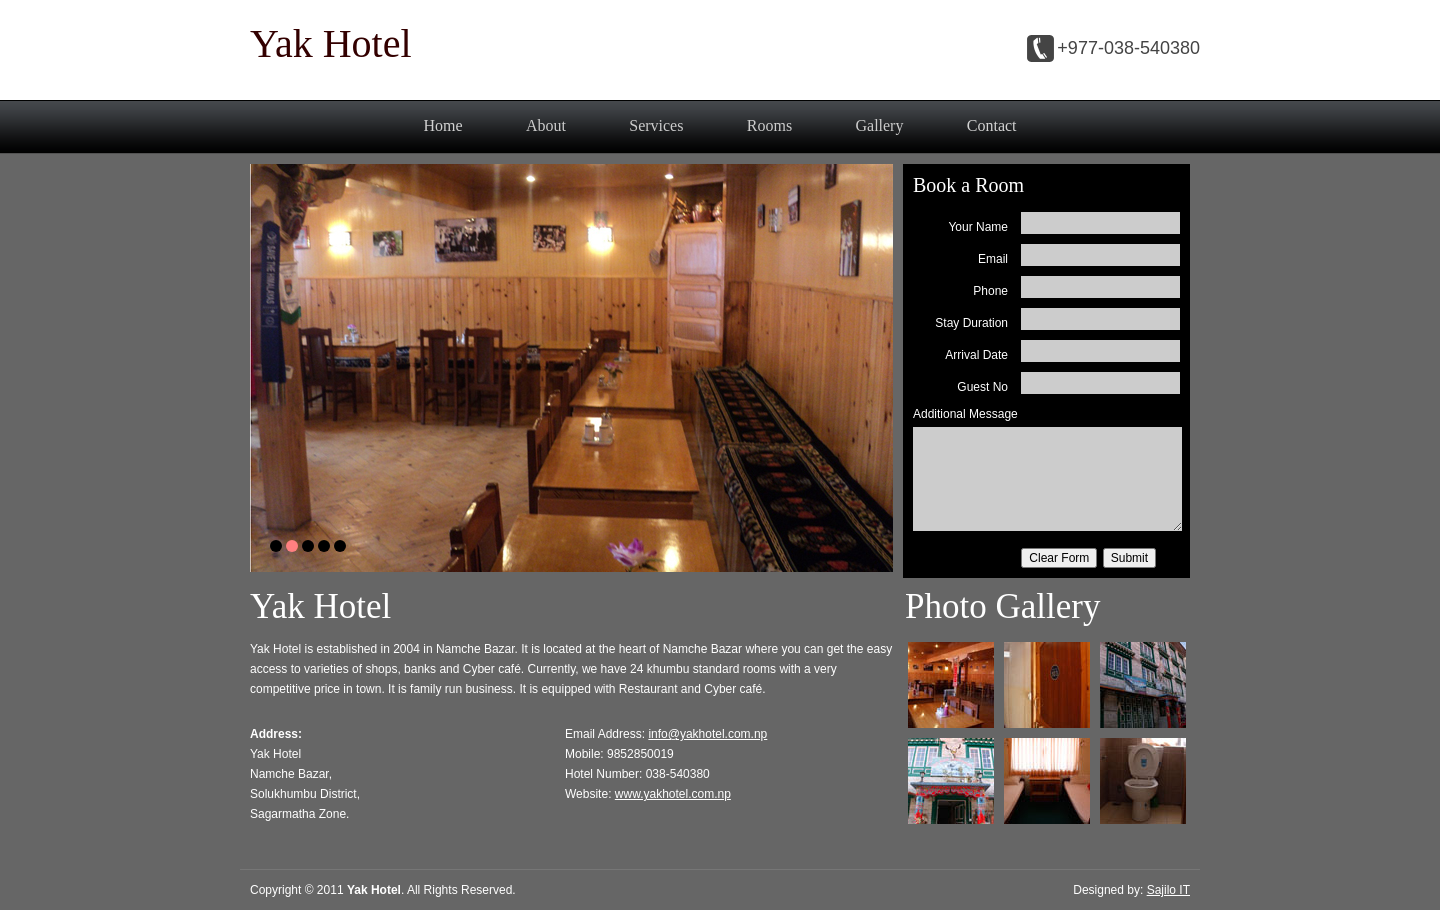 Yak Hotel
+977-038-540380
Home About Services Rooms Gallery Contact
SAVE THE HIMALAYAS
Book a Room
Your Name
Email
Phone
Stay Duration
Arrival Date
Guest No
Additional Message
Clear Form Submit
Yak Hotel
Yak Hotel is established in 2004 in Namche Bazar. It is located at the heart of Namche Bazar where you can get the easy
access to varieties of shops, banks and Cyber café. Currently, we have 24 khumbu standard rooms with a very
competitive price in town. It is family run business. It is equipped with Restaurant and Cyber café.
Address:
Yak Hotel
Namche Bazar,
Solukhumbu District,
Sagarmatha Zone.
Email Address: info@yakhotel.com.np
Mobile: 9852850019
Hotel Number: 038-540380
Website: www.yakhotel.com.np
Photo Gallery
Copyright © 2011 Yak Hotel. All Rights Reserved.
Designed by: Sajilo IT